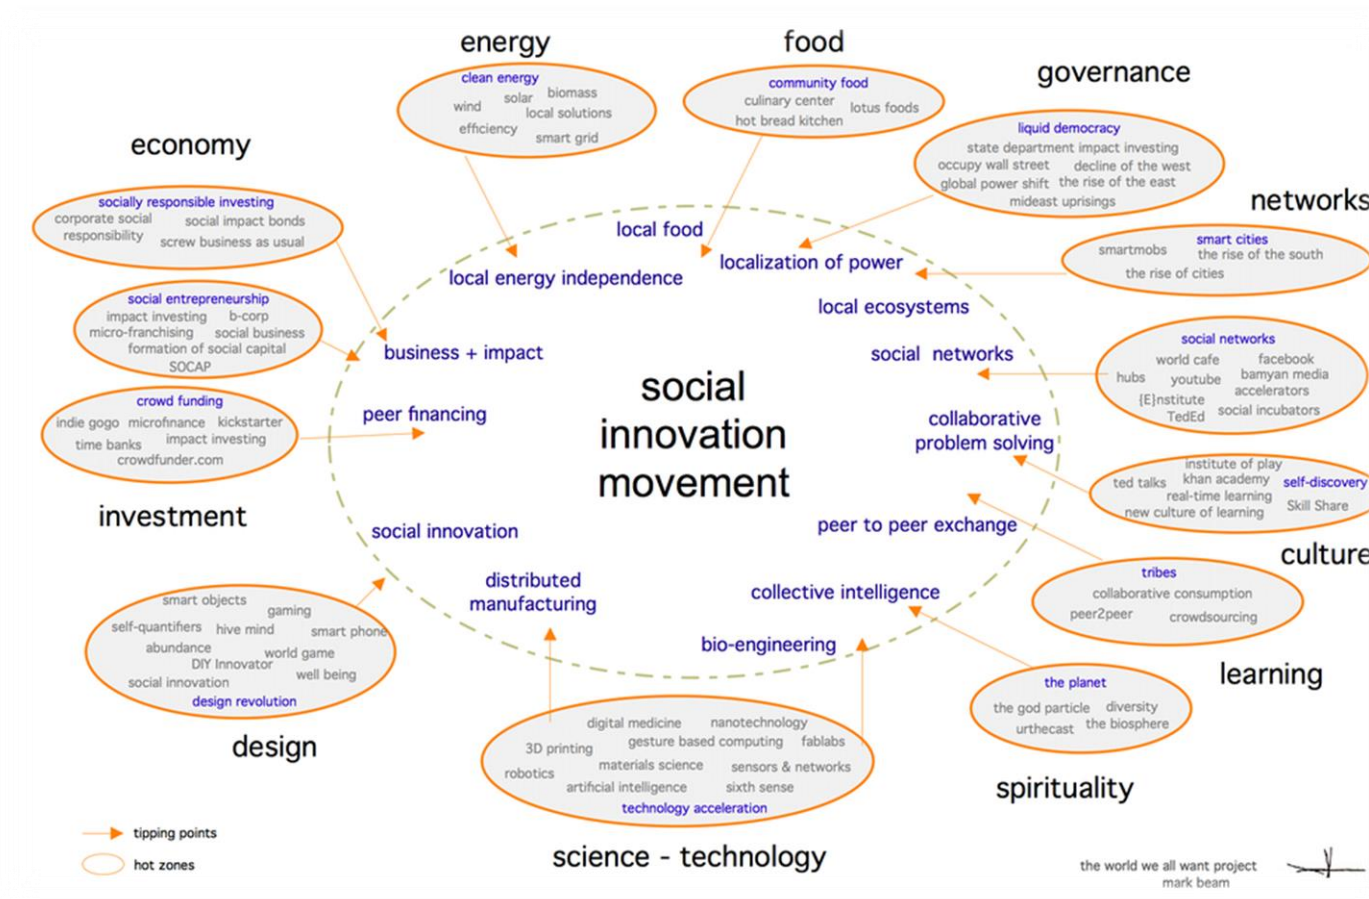 energy
clean energy
wind
solar
biomass
local solutions
efficiency
smart grid
food
community food
culinary center
lotus foods
hot bread kitchen
governance
liquid democracy
state department impact investing
occupy wall street
decline of the west
global power shift
the rise of the east
mideast uprisings
economy
socially responsible investing
corporate social
responsibility
social impact bonds
screw business as usual
social entrepreneurship
impact investing
b-corp
micro-franchising
social business
formation of social capital
SOCAP
crowd funding
indie gogo
microfinance
kickstarter
time banks
impact investing
crowdfunder.com
investment
networks
smart cities
smartmobs
the rise of the south
the rise of cities
social networks
world cafe
facebook
hubs
youtube
bamyan media
accelerators
{E}nstitute
TedEd
social incubators
institute of play
ted talks
khan academy
self-discovery
real-time learning
new culture of learning
Skill Share
culture
tribes
collaborative consumption
peer2peer
crowdsourcing
learning
the planet
the god particle
diversity
urthecast
the biosphere
spirituality
local food
local energy independence
localization of power
local ecosystems
business + impact
social networks
peer financing
collaborative
problem solving
social
innovation
movement
social innovation
peer to peer exchange
distributed
manufacturing
collective intelligence
bio-engineering
smart objects
gaming
self-quantifiers
hive mind
smart phone
abundance
world game
DIY Innovator
well being
social innovation
design revolution
design
digital medicine
nanotechnology
3D printing
gesture based computing
fablabs
robotics
materials science
sensors & networks
artificial intelligence
sixth sense
technology acceleration
science - technology
tipping points
hot zones
the world we all want project
mark beam